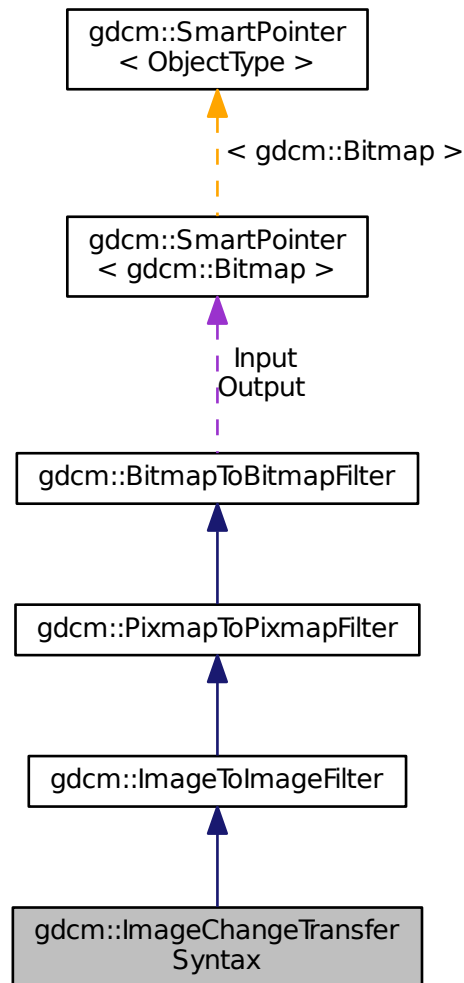 gdcm::SmartPointer
< ObjectType >
< gdcm::Bitmap >
gdcm::SmartPointer
< gdcm::Bitmap >
Input
Output
gdcm::BitmapToBitmapFilter
gdcm::PixmapToPixmapFilter
gdcm::ImageToImageFilter
gdcm::ImageChangeTransfer
Syntax